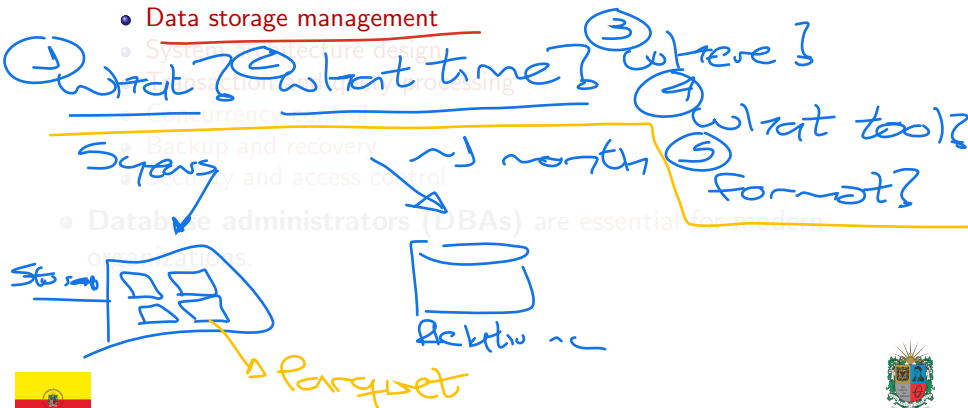 Data storage management
System architecture design
Transaction and query processing
Concurrency control
Backup and recovery
Security and access control
Database administrators (DBAs) are essential for modern
organizations.
① What? ② What time? ③ Where?
④ What tool?
⑤ format?
5 years
~1 month
Parquet